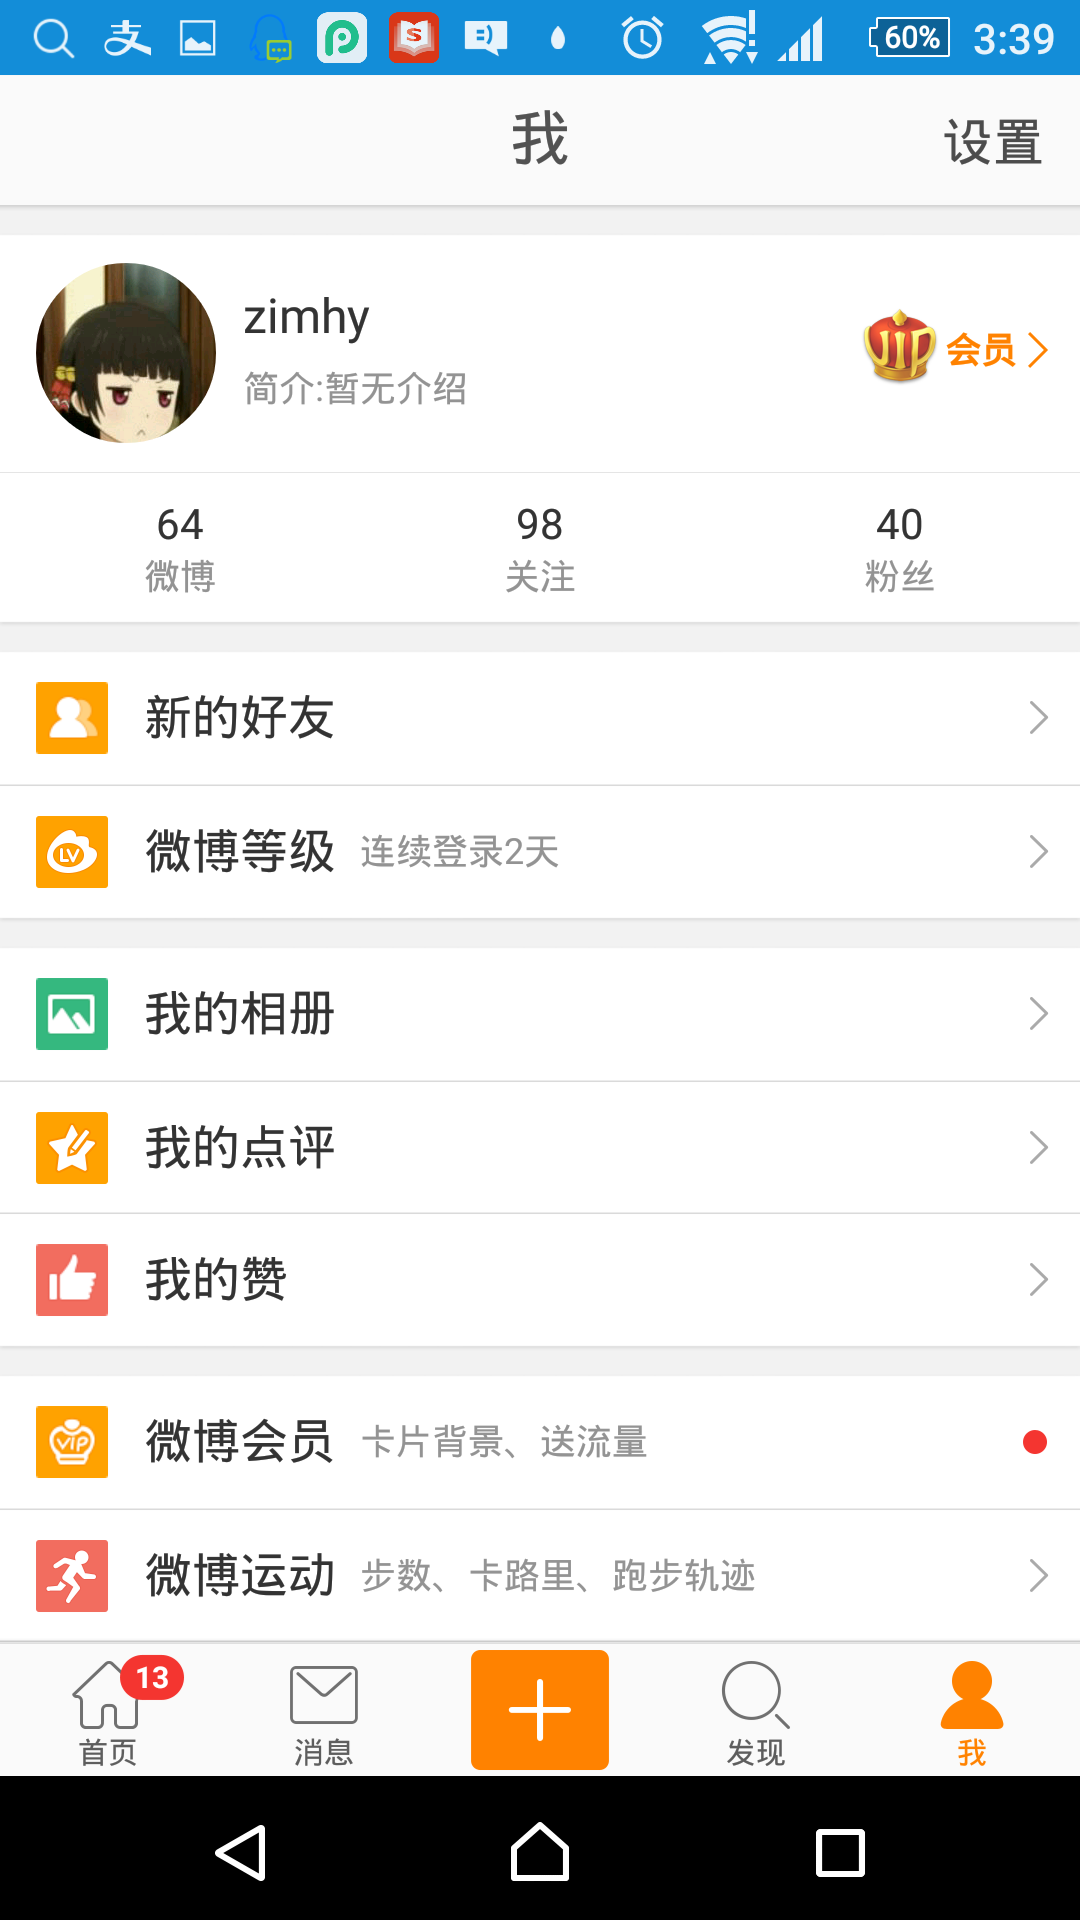 支 60% 3:39
我 设置
zimhy
简介:暂无介绍
VIP 会员
64 98 40
微博 关注 粉丝
新的好友
LV 微博等级 连续登录2天
我的相册
我的点评
我的赞
VIP 微博会员 卡片背景、送流量
微博运动 步数、卡路里、跑步轨迹
13
首页 消息 发现 我